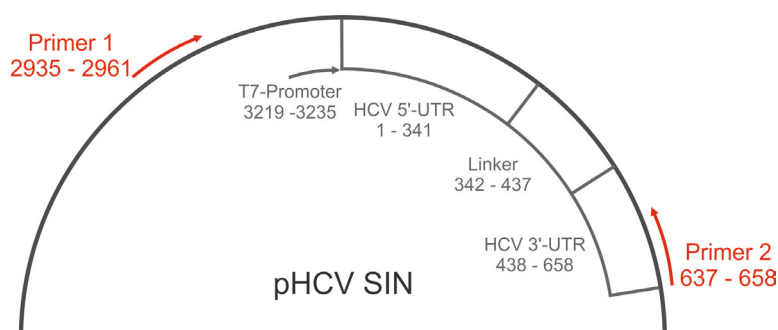 Primer 1
2935 - 2961
T7-Promoter
3219 -3235
HCV 5'-UTR
1 - 341
Linker
342 - 437
HCV 3'-UTR
438 - 658
Primer 2
637 - 658
pHCV SIN